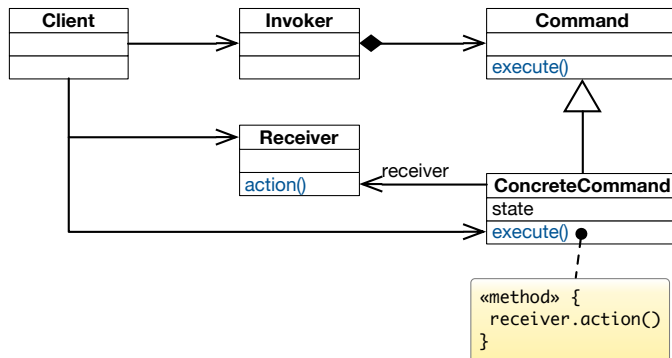 Client
Invoker
Command
execute()
Receiver
action()
receiver
ConcreteCommand
state
execute()
«method» {
receiver.action()
}